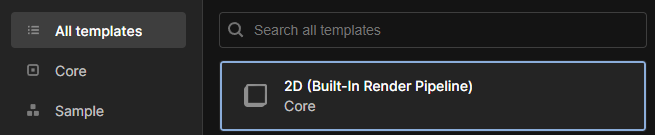 All templates
Core
Sample
Search all templates
2D (Built-In Render Pipeline)
Core